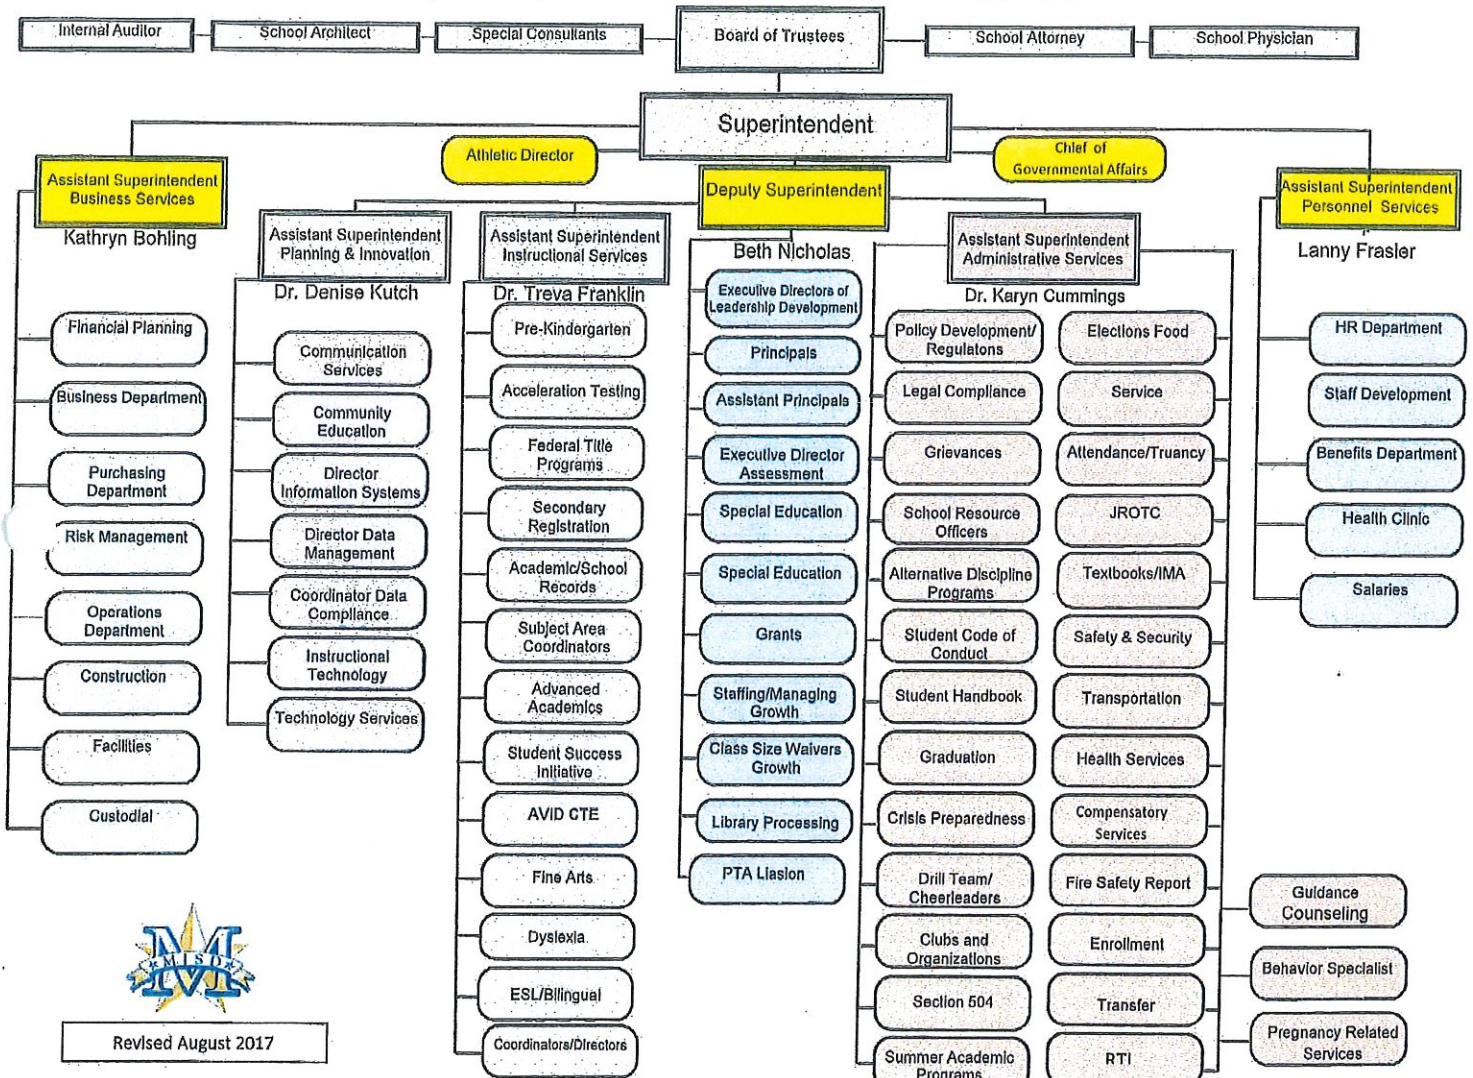 Internal Auditor
School Architect
Special Consultants
Board of Trustees
School Attorney
School Physician
Superintendent
Athletic Director
Chief of
Governmental Affairs
Assistant Superintendent
Business Services
Kathryn Bohling
Deputy Superintendent
Beth Nicholas
Assistant Superintendent
Personnel Services
Lanny Frasier
Assistant Superintendent
Planning & Innovation
Dr. Denise Kutch
Assistant Superintendent
Instructional Services
Dr. Treva Franklin
Assistant Superintendent
Administrative Services
Dr. Karyn Cummings
Financial Planning
Business Department
Purchasing
Department
Risk Management
Operations
Department
Construction
Facilities
Custodial
Communication
Services
Community
Education
Director
Information Systems
Director Data
Management
Coordinator Data
Compliance
Instructional
Technology
Technology Services
Pre-Kindergarten
Acceleration Testing
Federal Title
Programs
Secondary
Registration
Academic/School
Records
Subject Area
Coordinators
Advanced
Academics
Student Success
Initiative
AVID CTE
Fine Arts
Dyslexia
ESL/Bilingual
Coordinators/Directors
Executive Directors of
Leadership Development
Principals
Assistant Principals
Executive Director
Assessment
Special Education
Special Education
Grants
Staffing/Managing
Growth
Class Size Waivers
Growth
Library Processing
PTA Liasion
Policy Development/
Regulatons
Legal Compliance
Grievances
School Resource
Officers
Alternative Discipline
Programs
Student Code of
Conduct
Student Handbook
Graduation
Crisis Preparedness
Drill Team/
Cheerleaders
Clubs and
Organizations
Section 504
Summer Academic
Programs
Elections Food
Service
Attendance/Truancy
JROTC
Textbooks/IMA
Safety & Security
Transportation
Health Services
Compensatory
Services
Fire Safety Report
Enrollment
Transfer
RTI
Guidance
Counseling
Behavior Specialist
Pregnancy Related
Services
HR Department
Staff Development
Benefits Department
Health Clinic
Salaries
M
MISD
Revised August 2017